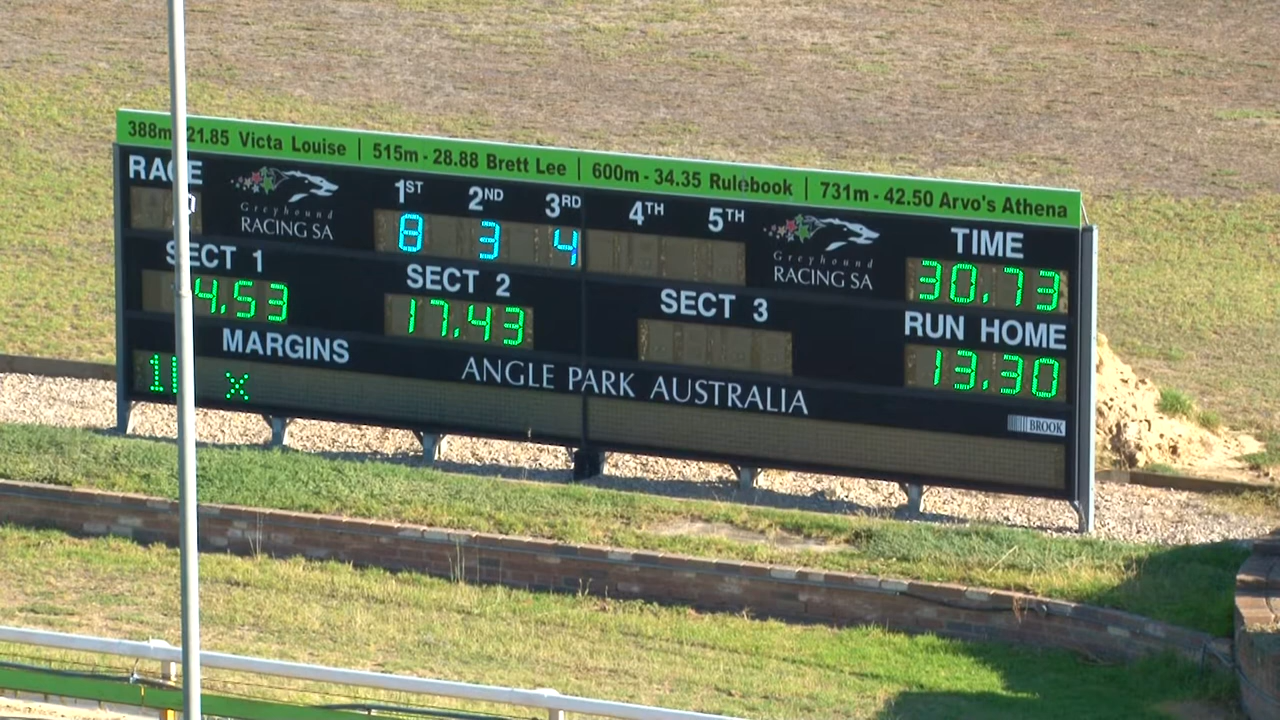 388m 21.85 Victa Louise | 515m - 28.88 Brett Lee | 600m - 34.35 Rulebook | 731m - 42.50 Arvo's Athena
RACE
Greyhound
RACING SA
1ST 2ND 3RD 4TH 5TH
8 3 4
Greyhound
RACING SA
TIME
30.73
SECT 1
4.53
SECT 2
17.43
SECT 3
RUN HOME
13.30
MARGINS
x
ANGLE PARK AUSTRALIA
BROOK